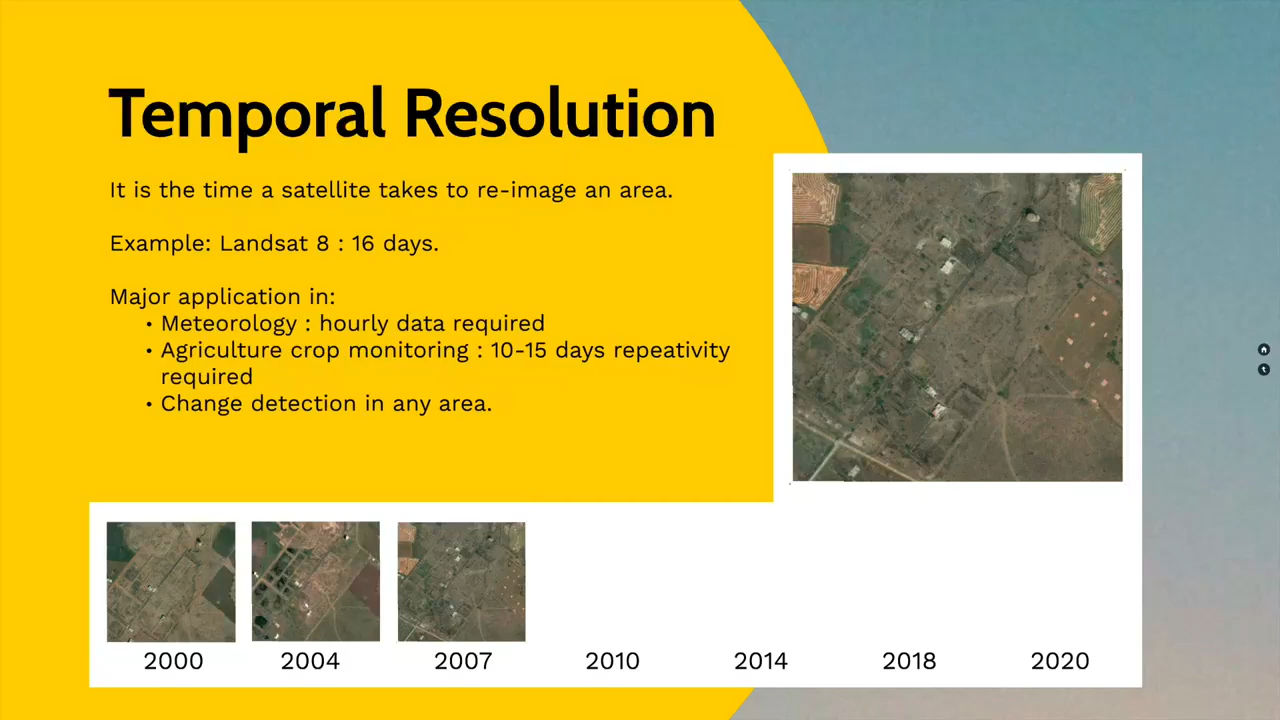 Temporal Resolution
It is the time a satellite takes to re-image an area.
Example: Landsat 8 : 16 days.
Major application in:
• Meteorology : hourly data required
• Agriculture crop monitoring : 10-15 days repeativity
required
• Change detection in any area.
2000 2004 2007 2010 2014 2018 2020